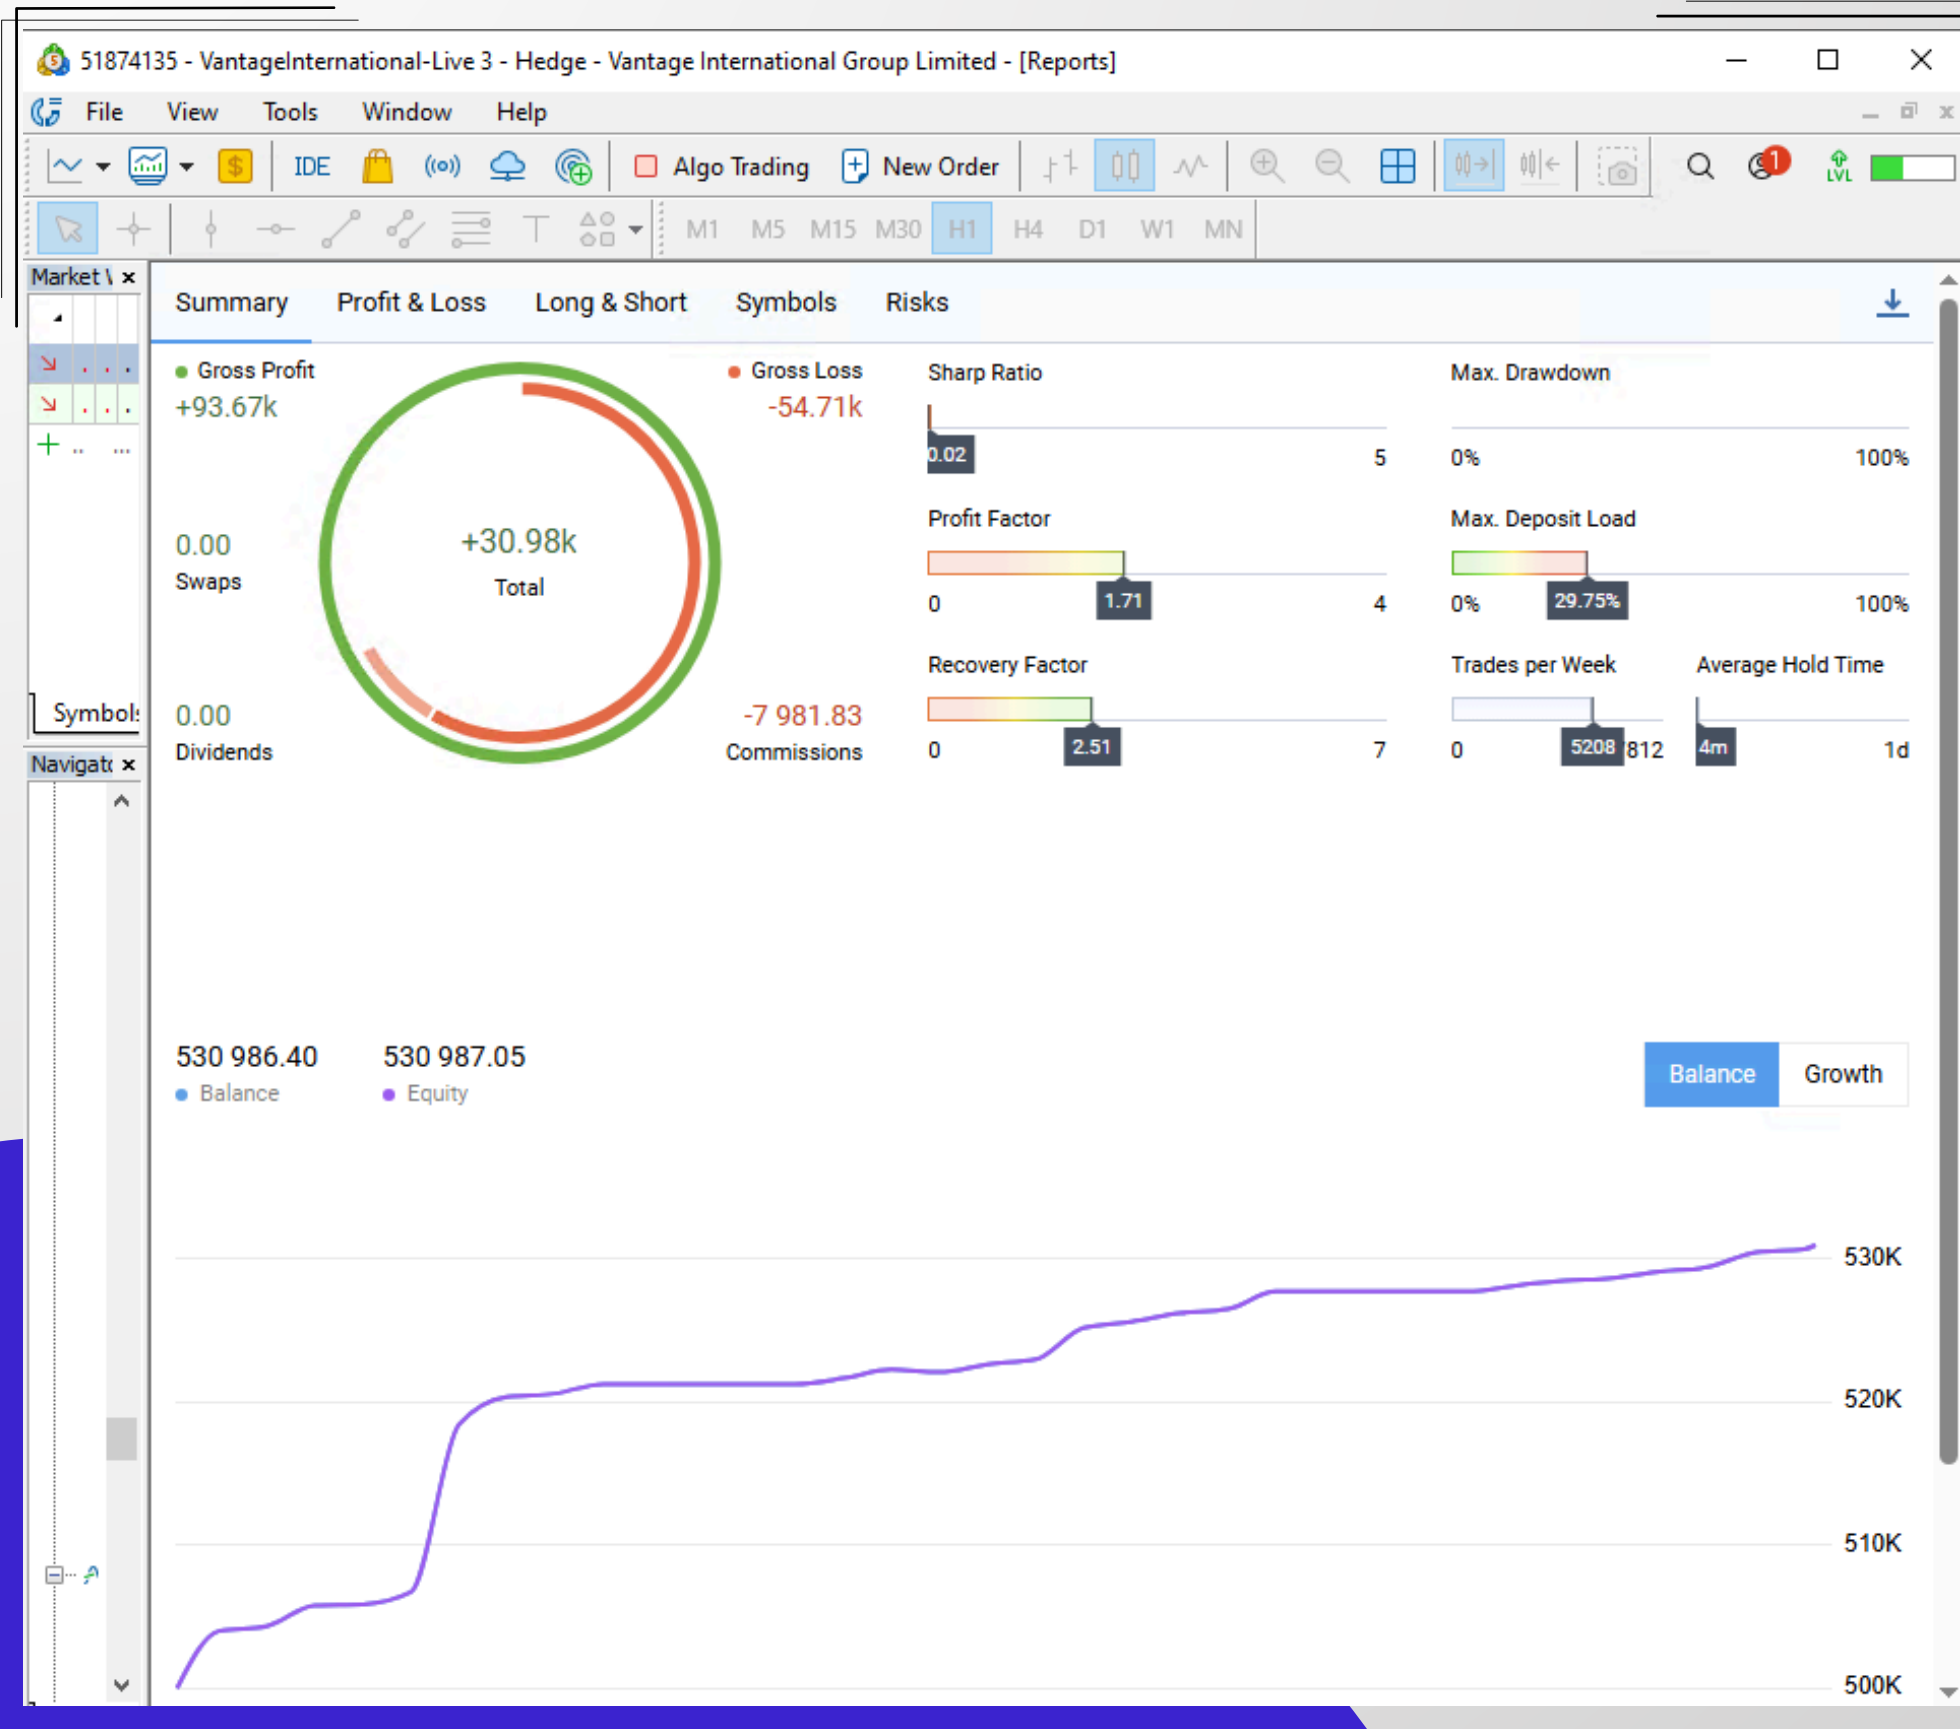 51874135 - VantageInternational-Live 3 - Hedge - Vantage International Group Limited - [Reports]
File View Tools Window Help
IDE Algo Trading New Order 1 LVL
M1 M5 M15 M30 H1 H4 D1 W1 MN
Market
Summary Profit & Loss Long & Short Symbols Risks
Gross Profit
+93.67k
Gross Loss
-54.71k
0.00
Swaps
+30.98k
Total
0.00
Dividends
-7 981.83
Commissions
Sharp Ratio
0.02 5
Profit Factor
0 1.71 4
Recovery Factor
0 2.51 7
Max. Drawdown
0% 100%
Max. Deposit Load
0% 29.75% 100%
Trades per Week
0 5208 812
Average Hold Time
4m 1d
Symbols
Navigato
530 986.40 530 987.05
Balance Equity
Balance Growth
530K
520K
510K
500K